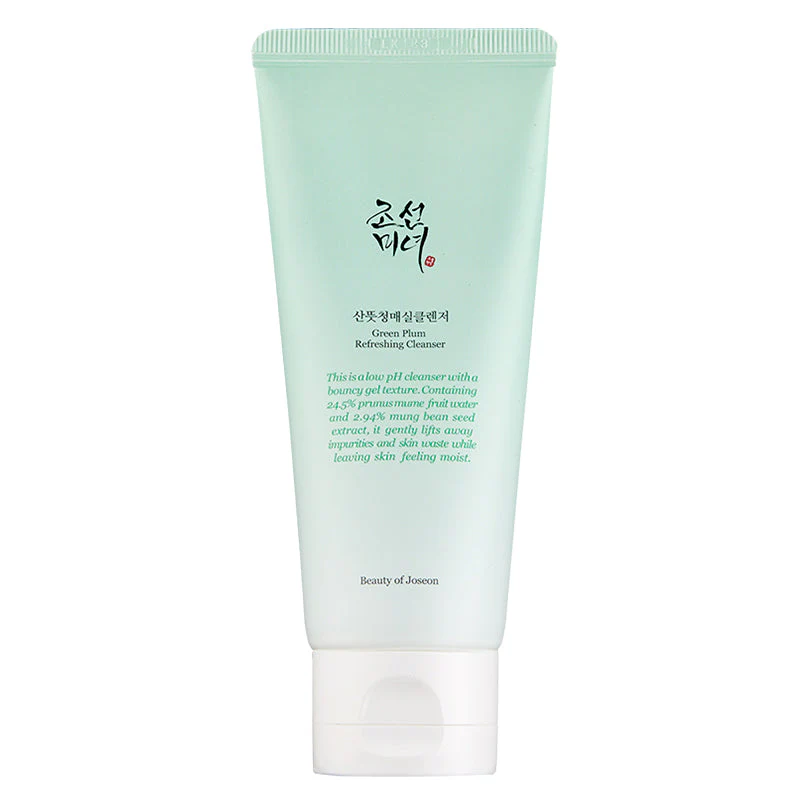 조선
미녀
산뜻청매실클렌저
Green Plum
Refreshing Cleanser
This is a low pH cleanser with a
bouncy gel texture. Containing
24.5% prunus mume fruit water
and 2.94% mung bean seed
extract, it gently lifts away
impurities and skin waste while
leaving skin feeling moist.
Beauty of Joseon